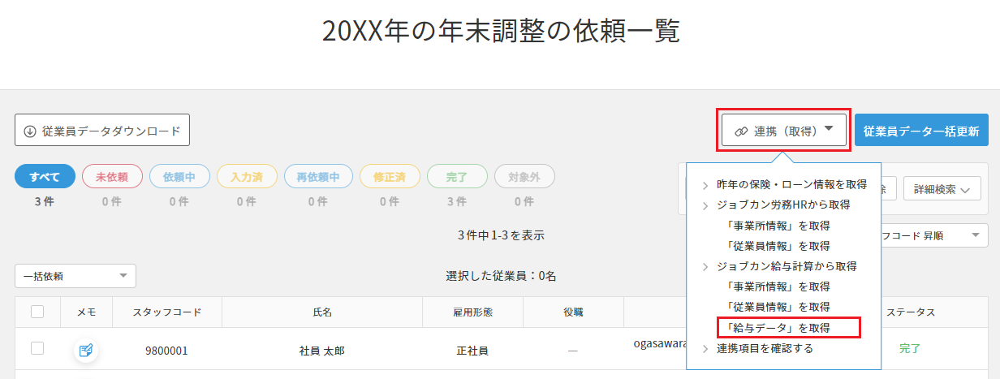 20XX年の年末調整の依頼一覧
従業員データダウンロード
連携（取得）
従業員データ一括更新
すべて 未依頼 依頼中 入力済 再依頼中 修正済 完了 対象外
3 件 0 件 0 件 0 件 0 件 0 件 3 件 0 件
昨年の保険・ローン情報を取得
ジョブカン労務HRから取得
「事業所情報」を取得
「従業員情報」を取得
ジョブカン給与計算から取得
「事業所情報」を取得
「従業員情報」を取得
「給与データ」を取得
連携項目を確認する
詳細検索
3 件中 1-3 を表示
フコード 昇順
一括依頼
選択した従業員：0名
メモ スタッフコード 氏名 雇用形態 役職 ステータス
9800001 社員 太郎 正社員 — ogasawara 完了